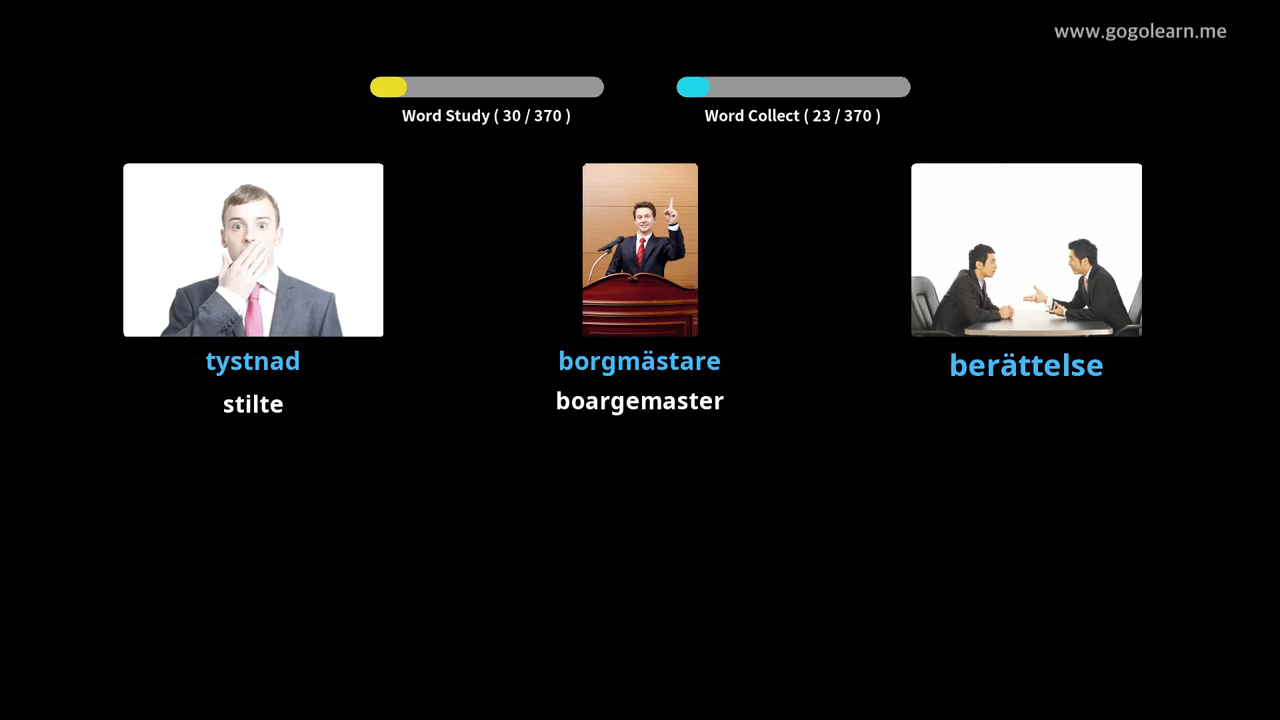 www.gogolearn.me
Word Study ( 30 / 370 )
Word Collect ( 23 / 370 )
tystnad
borgmästare
berättelse
stilte
boargemaster